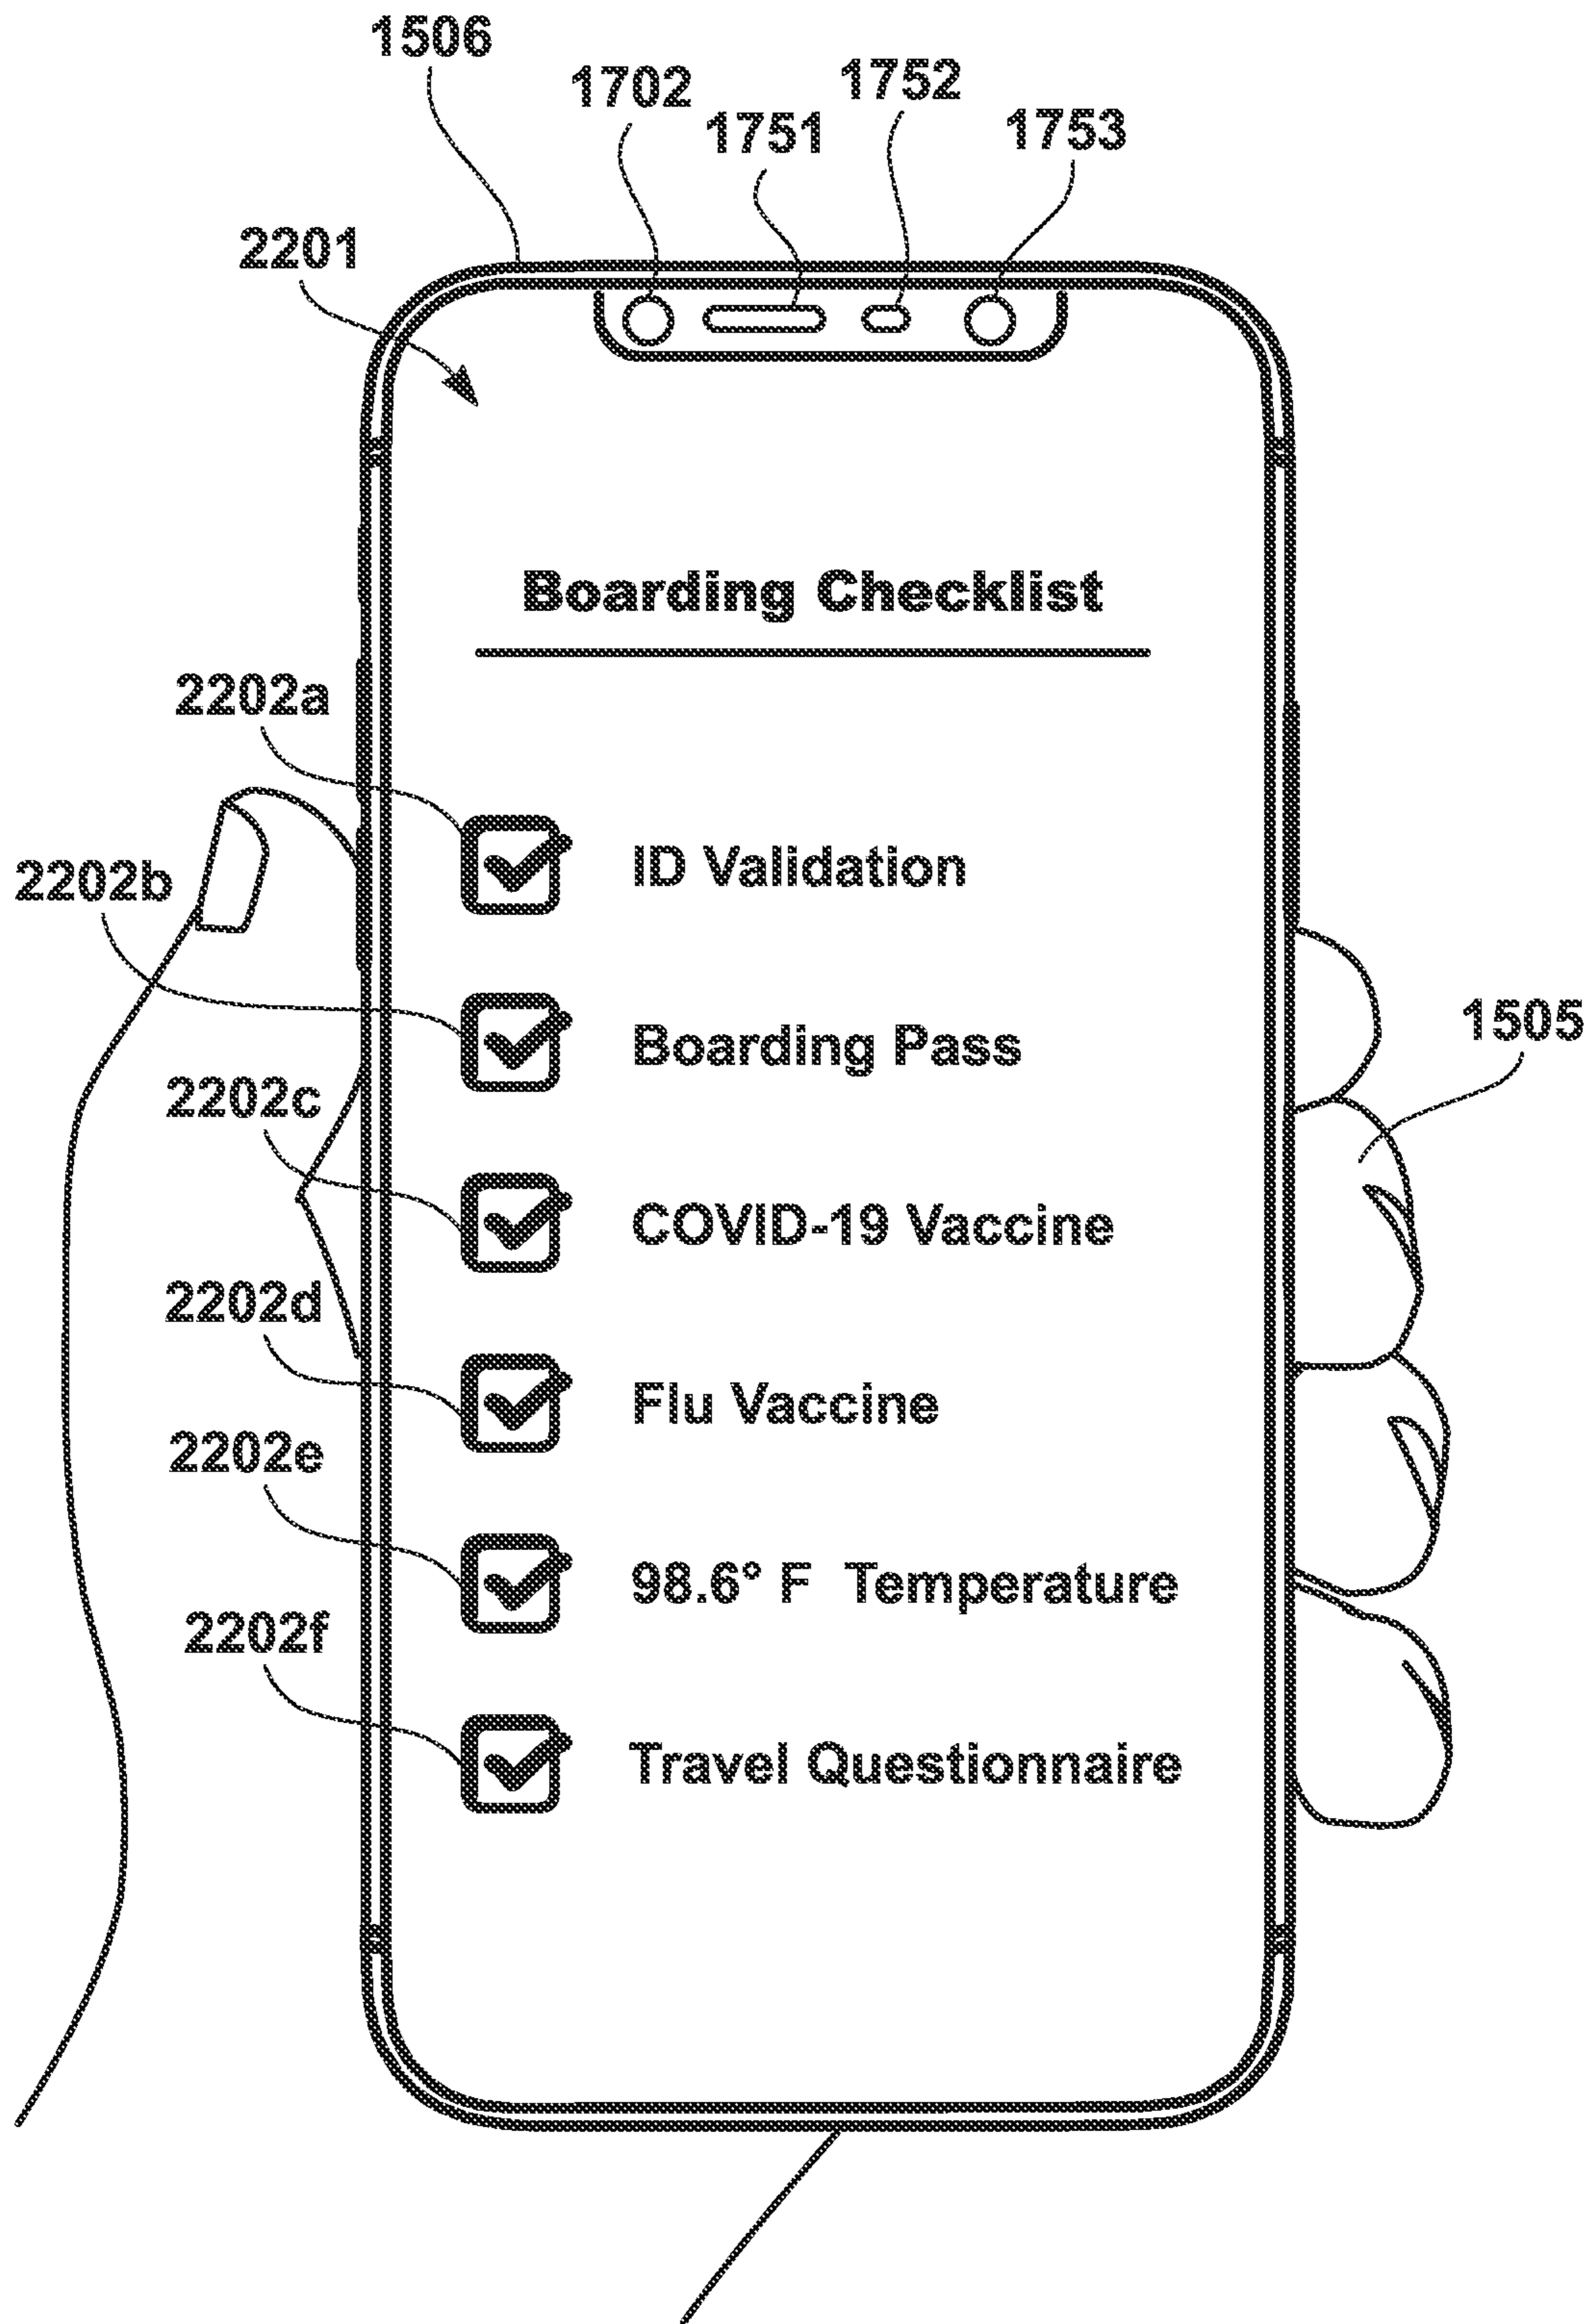 1506
1702
1752
1751
1753
2201
Boarding Checklist
2202a
ID Validation
2202b
Boarding Pass
1505
2202c
COVID-19 Vaccine
2202d
Flu Vaccine
2202e
98.6° F Temperature
2202f
Travel Questionnaire